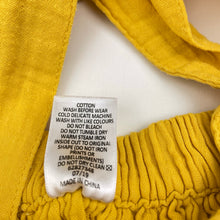 COTTON
WASH BEFORE WEAR
COLD DELICATE MACHINE
WASH WITH LIKE COLOURS
DO NOT BLEACH
DO NOT TUMBLE DRY
WARM STEAM IRON
INSIDE OUT TO ORIGINAL
SHAPE (DO NOT IRON
PRINTS OR
EMBELLISHMENTS)
DO NOT DRY CLEAN
07/19
MADE IN CHINA